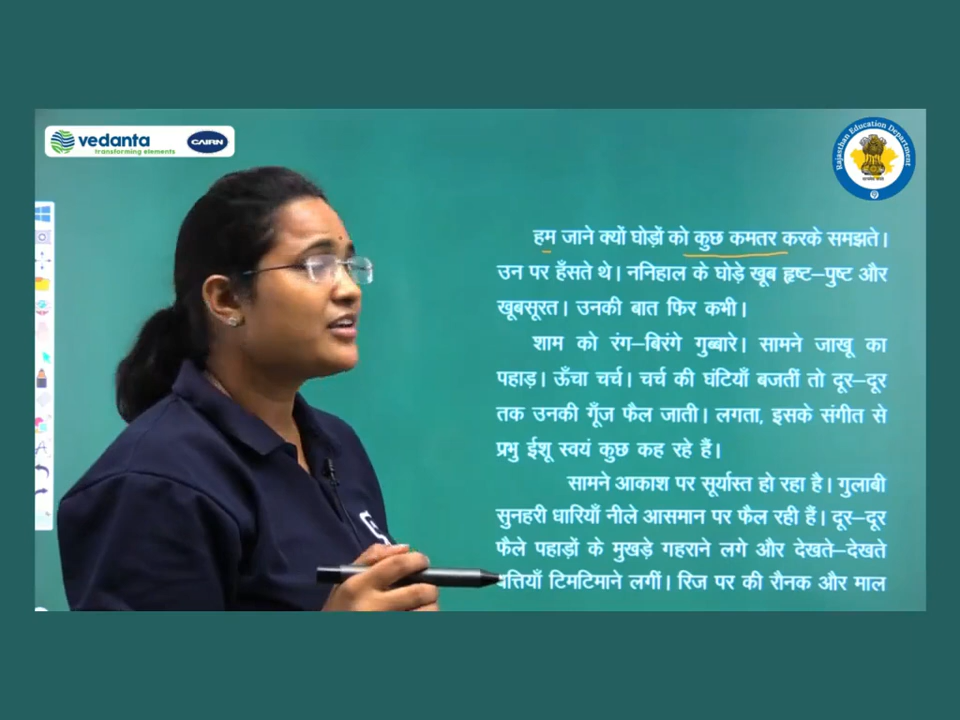 vedanta
transforming elements
CAIRN
Rajasthan Education Department
हम जाने क्यों घोड़ों को कुछ कमतर करके समझते।
उन पर हँसते थे। ननिहाल के घोड़े खूब हृष्ट–पुष्ट और
खूबसूरत। उनकी बात फिर कभी।
शाम को रंग–बिरंगे गुब्बारे। सामने जाखू का
पहाड़। ऊँचा चर्च। चर्च की घंटियाँ बजतीं तो दूर–दूर
तक उनकी गूँज फैल जाती। लगता, इसके संगीत से
प्रभु ईशू स्वयं कुछ कह रहे हैं।
सामने आकाश पर सूर्यास्त हो रहा है। गुलाबी
सुनहरी धारियाँ नीले आसमान पर फैल रही हैं। दूर–दूर
फैले पहाड़ों के मुखड़े गहराने लगे और देखते–देखते
बत्तियाँ टिमटिमाने लगीं। रिज पर की रौनक और माल